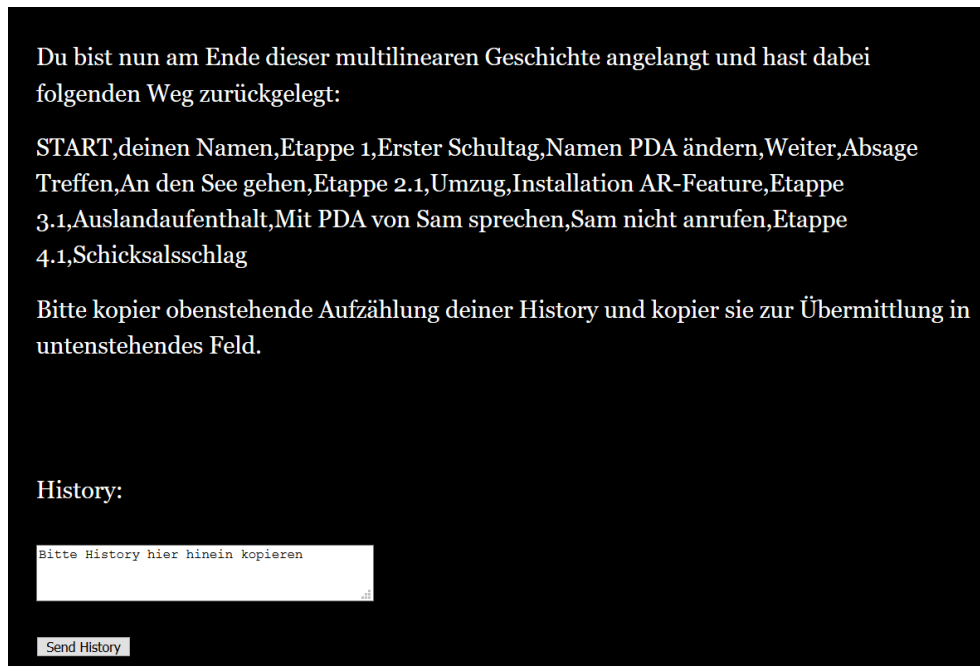 Du bist nun am Ende dieser multilinearen Geschichte angelangt und hast dabei
folgenden Weg zurückgelegt:
START,deinen Namen,Etappe 1,Erster Schultag,Namen PDA ändern,Weiter,Absage
Treffen,An den See gehen,Etappe 2.1,Umzug,Installation AR-Feature,Etappe
3.1,Auslandaufenthalt,Mit PDA von Sam sprechen,Sam nicht anrufen,Etappe
4.1,Schicksalsschlag
Bitte kopier obenstehende Aufzählung deiner History und kopier sie zur Übermittlung in
untenstehendes Feld.
History:
Bitte History hier hinein kopieren
Send History